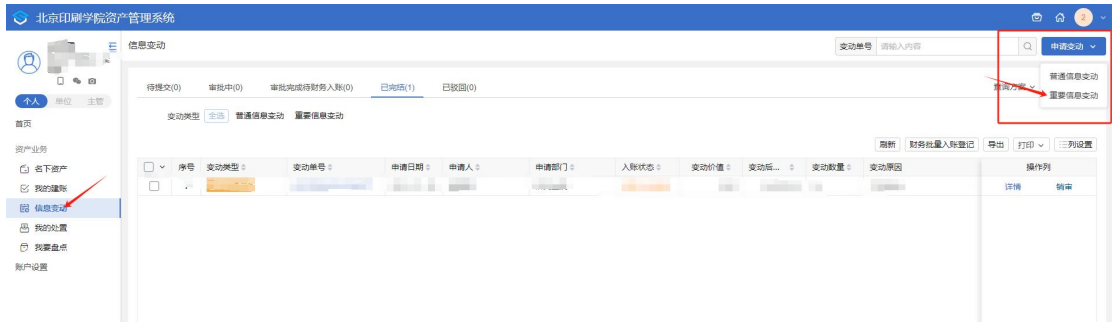 北京印刷学院资产管理系统
2
信息变动
变动单号 请输入内容 申请变动
普通信息变动
重要信息变动
待提交(0) 审批中(0) 审批完成待财务入账(0) 已完结(1) 已驳回(0) 查询方案
变动类型 全选 普通信息变动 重要信息变动
刷新 财务批量入账登记 导出 打印 列设置
序号 变动类型 变动单号 申请日期 申请人 申请部门 入账状态 变动价值 变动后... 变动数量 变动原因 操作列
详情 销审
个人 单位 主管
首页
资产业务
名下资产
我的建账
信息变动
我的处置
我要盘点
账户设置